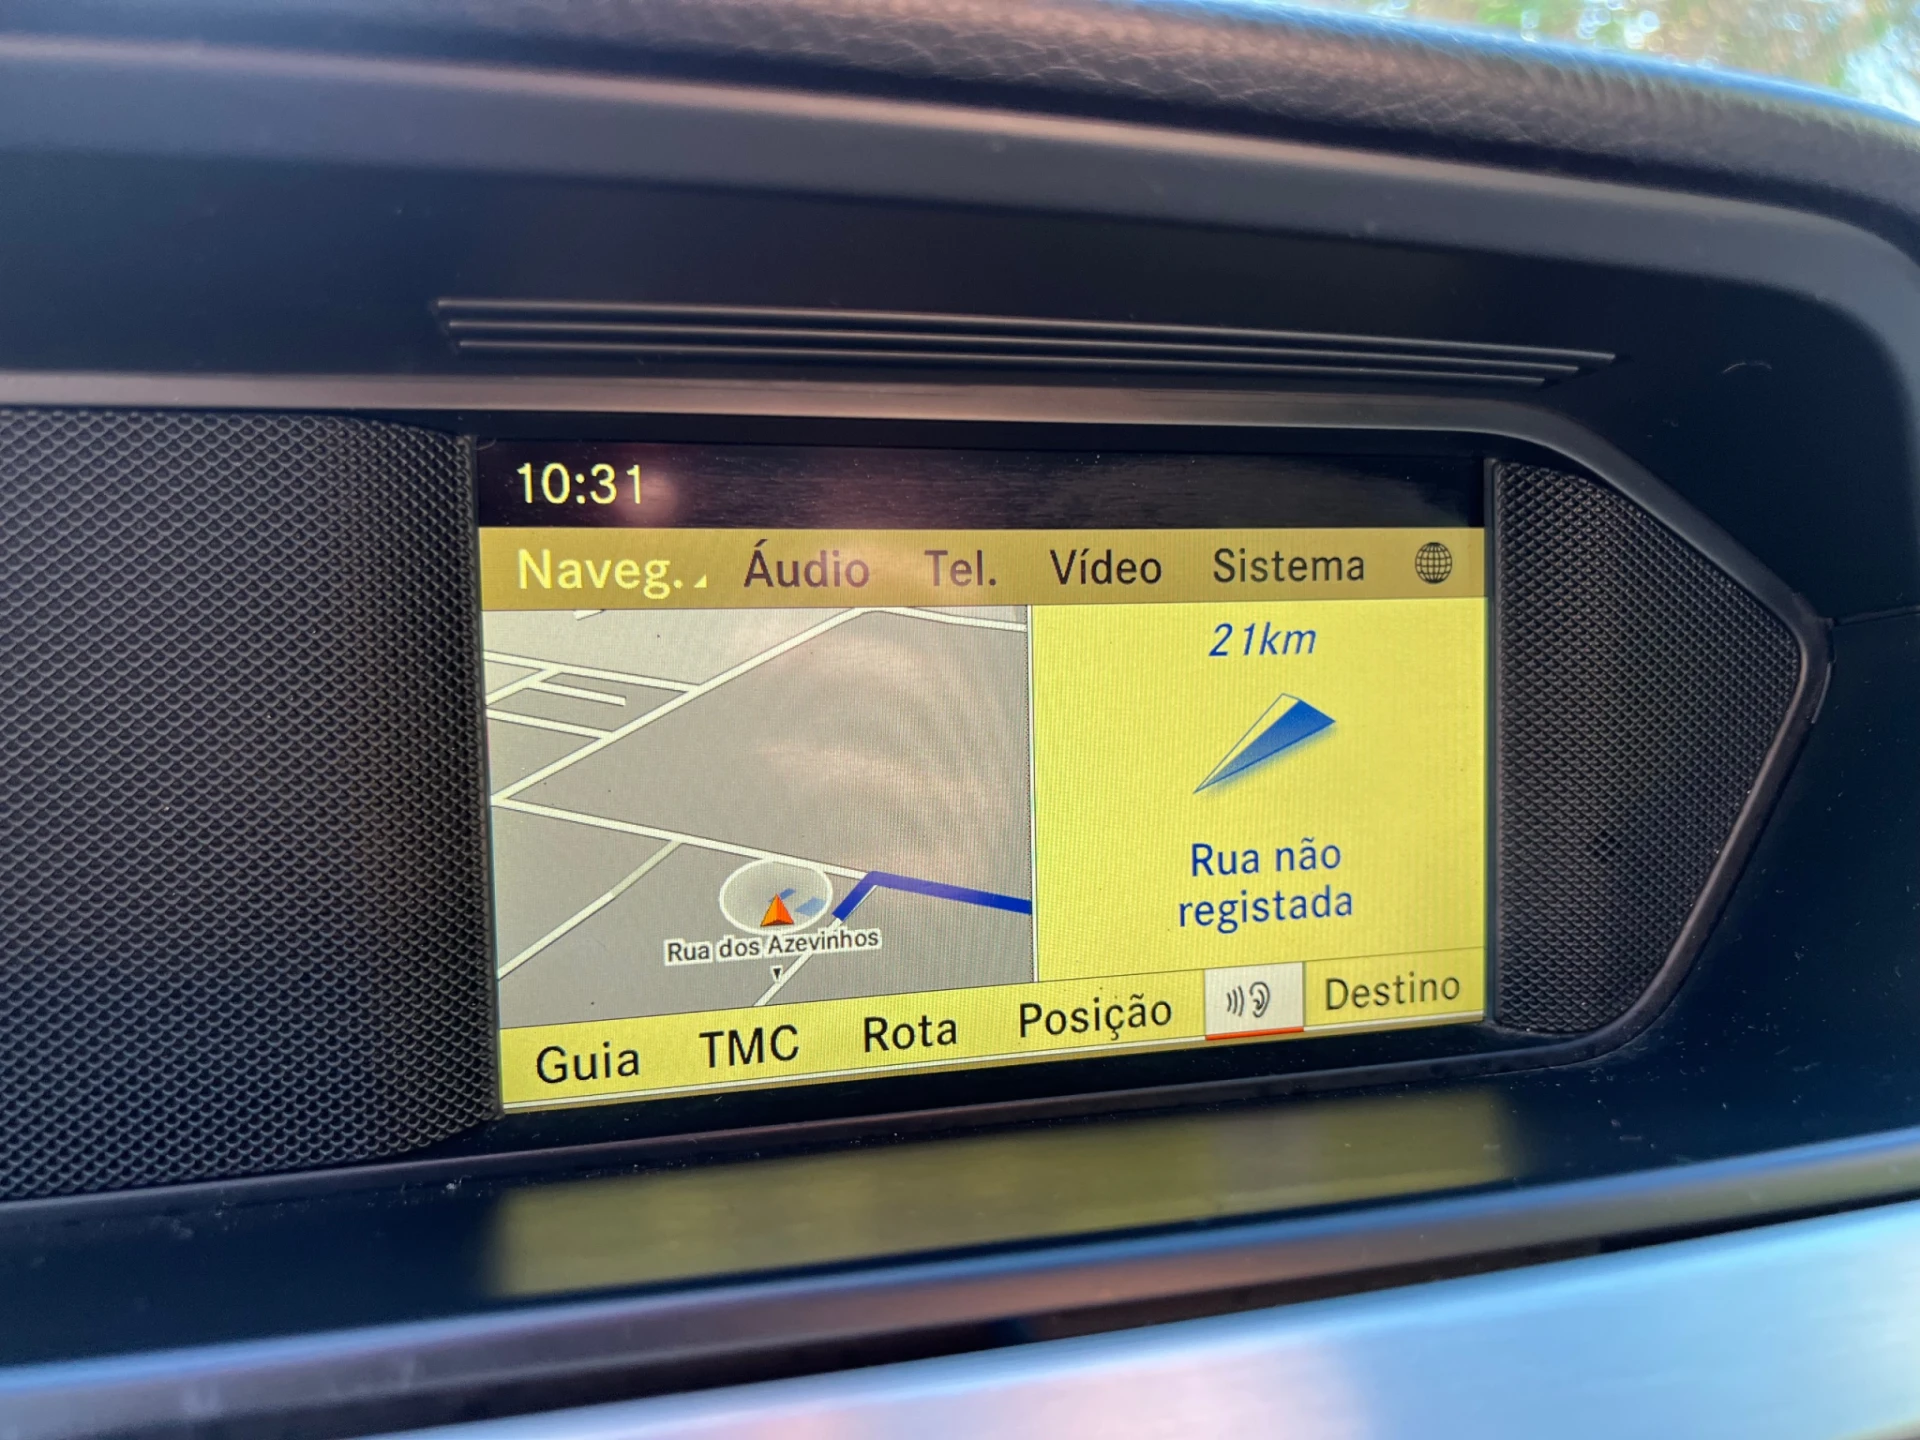 10:31
Naveg. Áudio Tel. Vídeo Sistema
21km
Rua não
registada
Rua dos Azevinhos
Guia TMC Rota Posição Destino